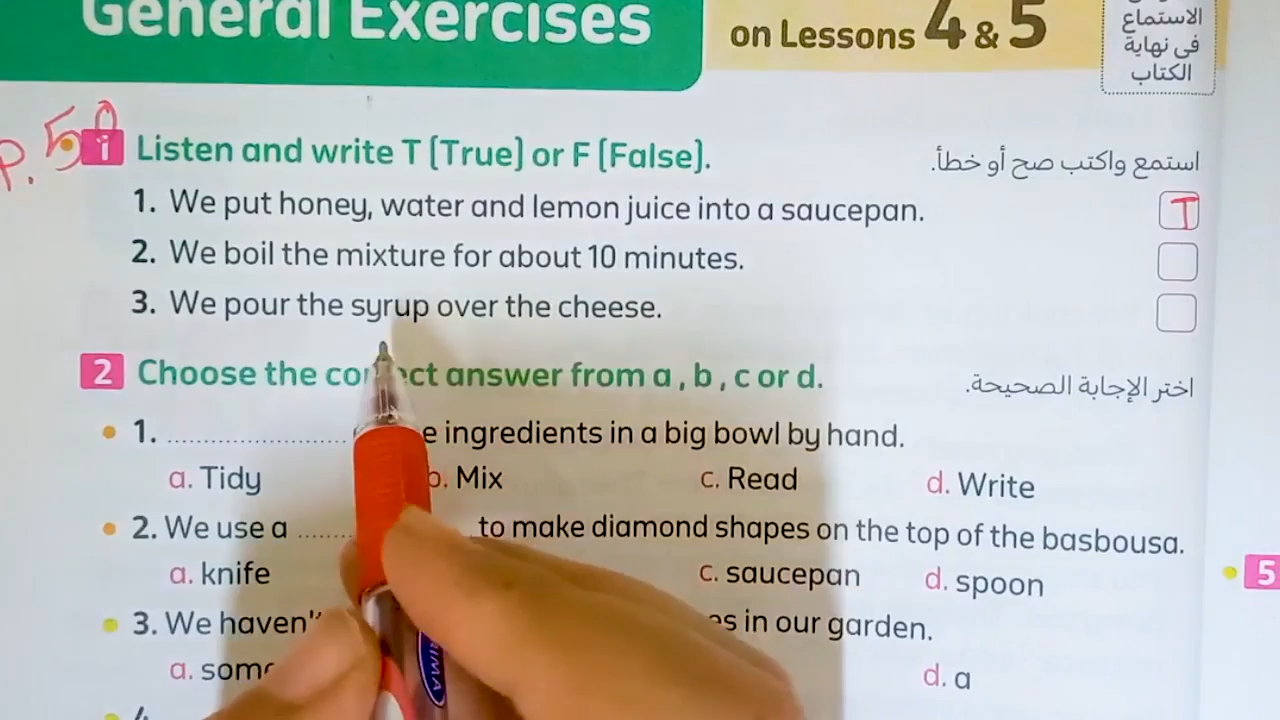 General Exercises
on Lessons 4 & 5
الاستماع
فى نهاية
الكتاب
P. 50
1 Listen and write T (True) or F (False).
استمع واكتب صح أو خطأ.
1. We put honey, water and lemon juice into a saucepan. T
2. We boil the mixture for about 10 minutes.
3. We pour the syrup over the cheese.
2 Choose the correct answer from a , b , c or d.
اختر الإجابة الصحيحة.
1. ...................... ingredients in a big bowl by hand.
a. Tidy b. Mix c. Read d. Write
2. We use a ........ to make diamond shapes on the top of the basbousa.
a. knife c. saucepan d. spoon
5
3. We haven't in our garden.
a. d. a
4.